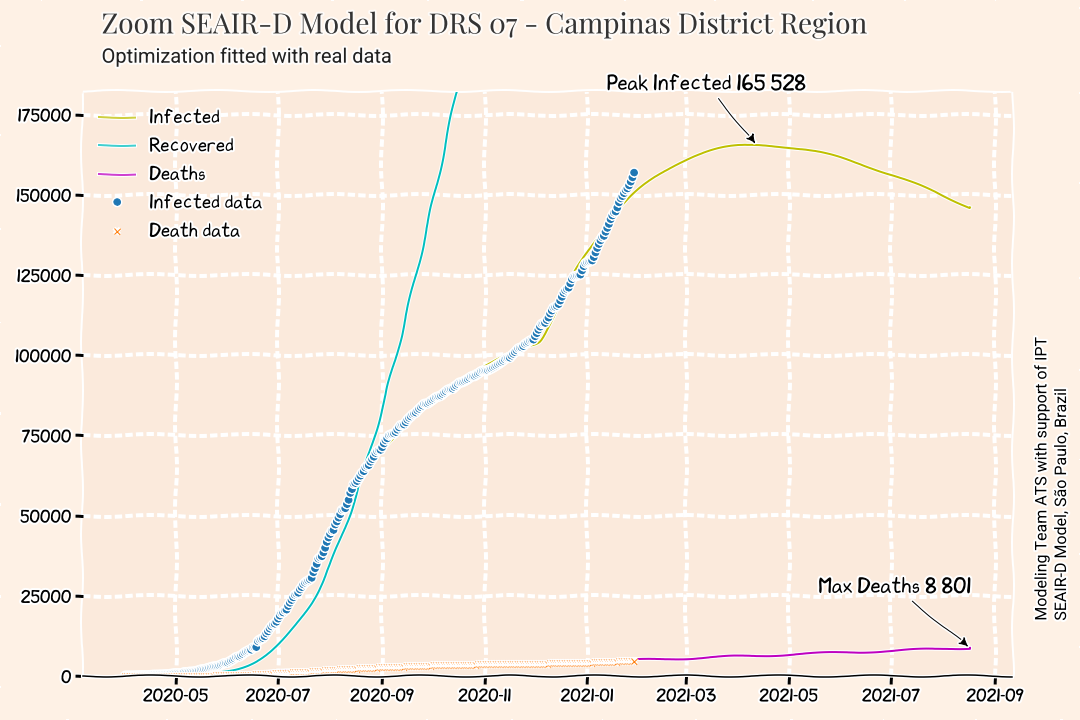 Zoom SEAIR-D Model for DRS 07 - Campinas District Region
Optimization fitted with real data
Peak Infected 165 528
175000
150000
125000
100000
75000
50000
25000
0
Infected
Recovered
Deaths
Infected data
Death data
Max Deaths 8 801
2020-05
2020-07
2020-09
2020-11
2021-01
2021-03
2021-05
2021-07
2021-09
Modeling Team ATS with support of IPT
SEAIR-D Model, São Paulo, Brazil